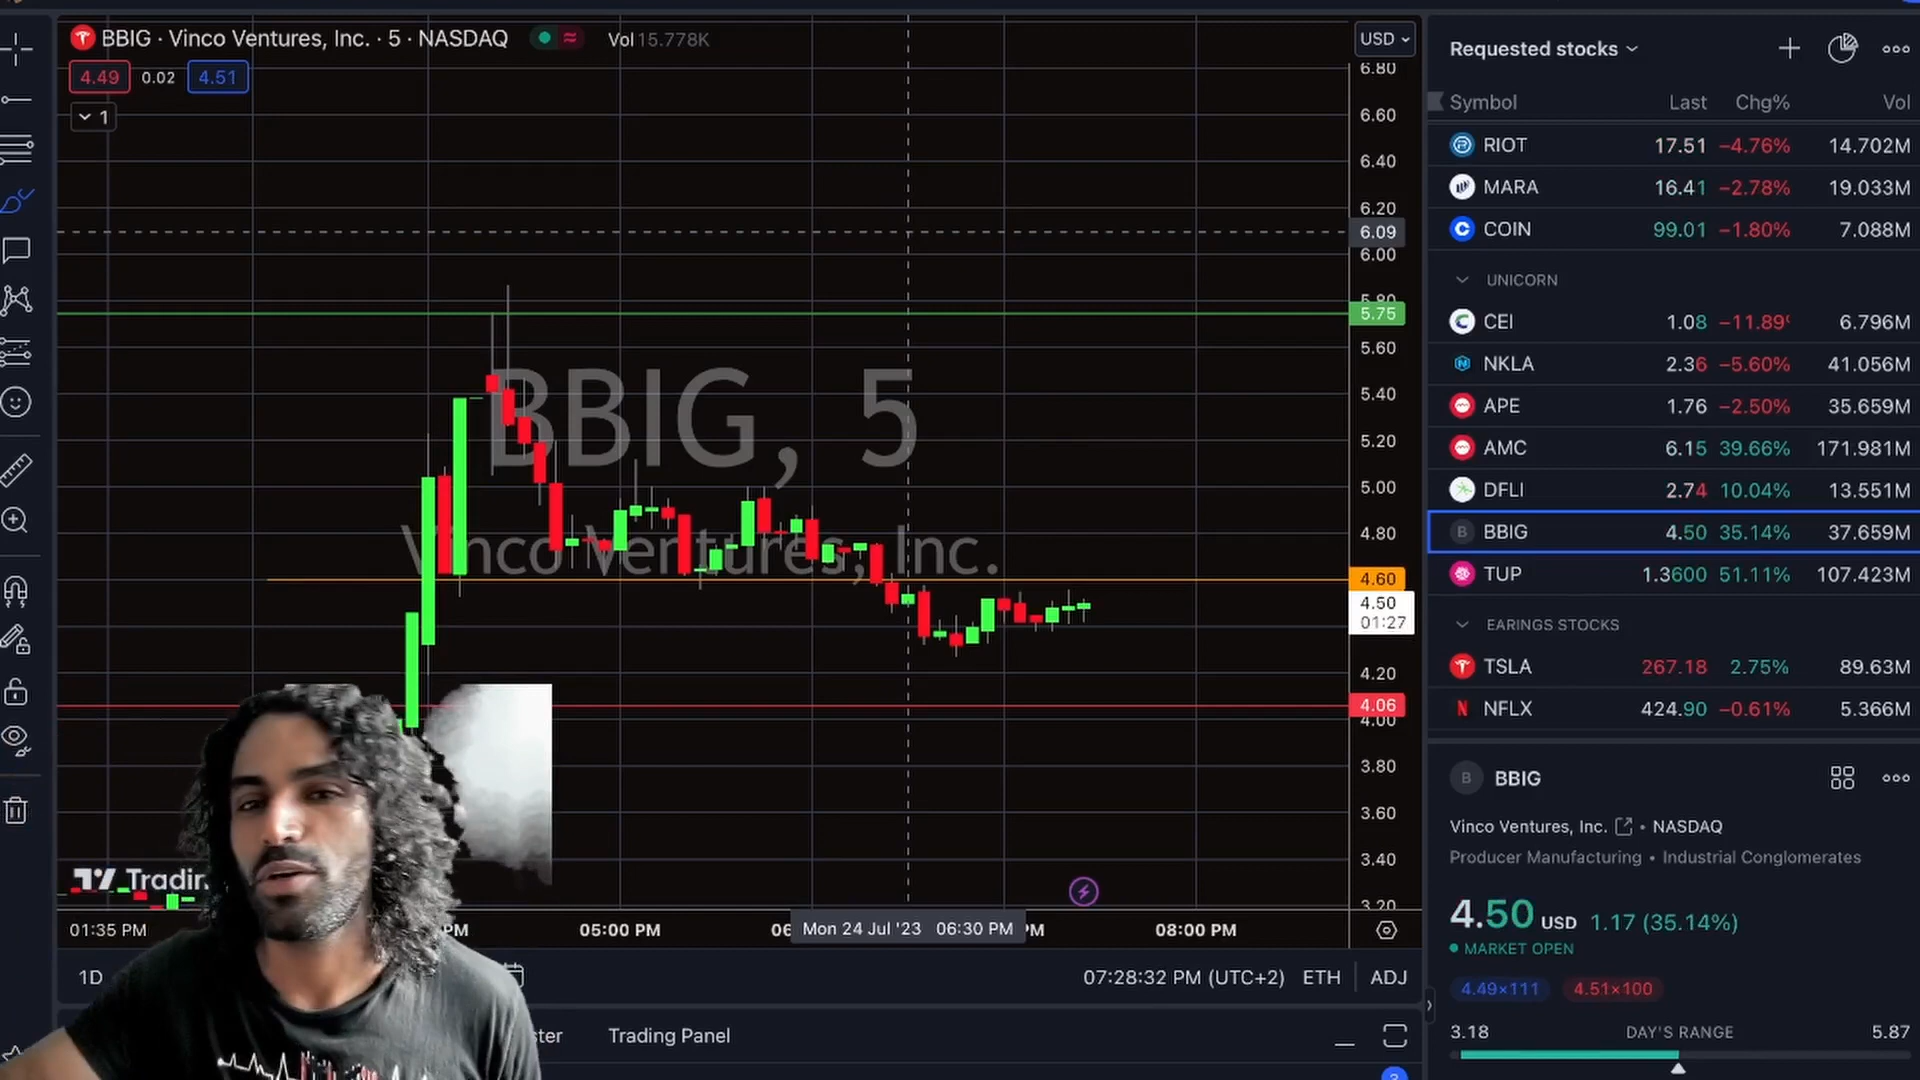 BBIG · Vinco Ventures, Inc. · 5 · NASDAQ
Vol 15.778K
4.49 0.02 4.51
1
BBIG, 5
Vinco Ventures, Inc.
USD
6.80
6.60
6.40
6.20
6.09
6.00
5.80
5.75
5.60
5.40
5.20
5.00
4.80
4.60
4.50
01:27
4.20
4.06
4.00
3.80
3.60
3.40
3.20
01:35 PM
05:00 PM
Mon 24 Jul '23 06:30 PM
08:00 PM
1D
07:28:32 PM (UTC+2) ETH ADJ
Trading Panel
Requested stocks
Symbol Last Chg% Vol
RIOT 17.51 −4.76% 14.702M
MARA 16.41 −2.78% 19.033M
COIN 99.01 −1.80% 7.088M
UNICORN
CEI 1.08 −11.89 6.796M
NKLA 2.36 −5.60% 41.056M
APE 1.76 −2.50% 35.659M
AMC 6.15 39.66% 171.981M
DFLI 2.74 10.04% 13.551M
B BBIG 4.50 35.14% 37.659M
TUP 1.3600 51.11% 107.423M
EARINGS STOCKS
TSLA 267.18 2.75% 89.63M
NFLX 424.90 −0.61% 5.366M
B BBIG
Vinco Ventures, Inc. • NASDAQ
Producer Manufacturing • Industrial Conglomerates
4.50 USD 1.17 (35.14%)
MARKET OPEN
4.49×111 4.51×100
3.18 DAY'S RANGE 5.87